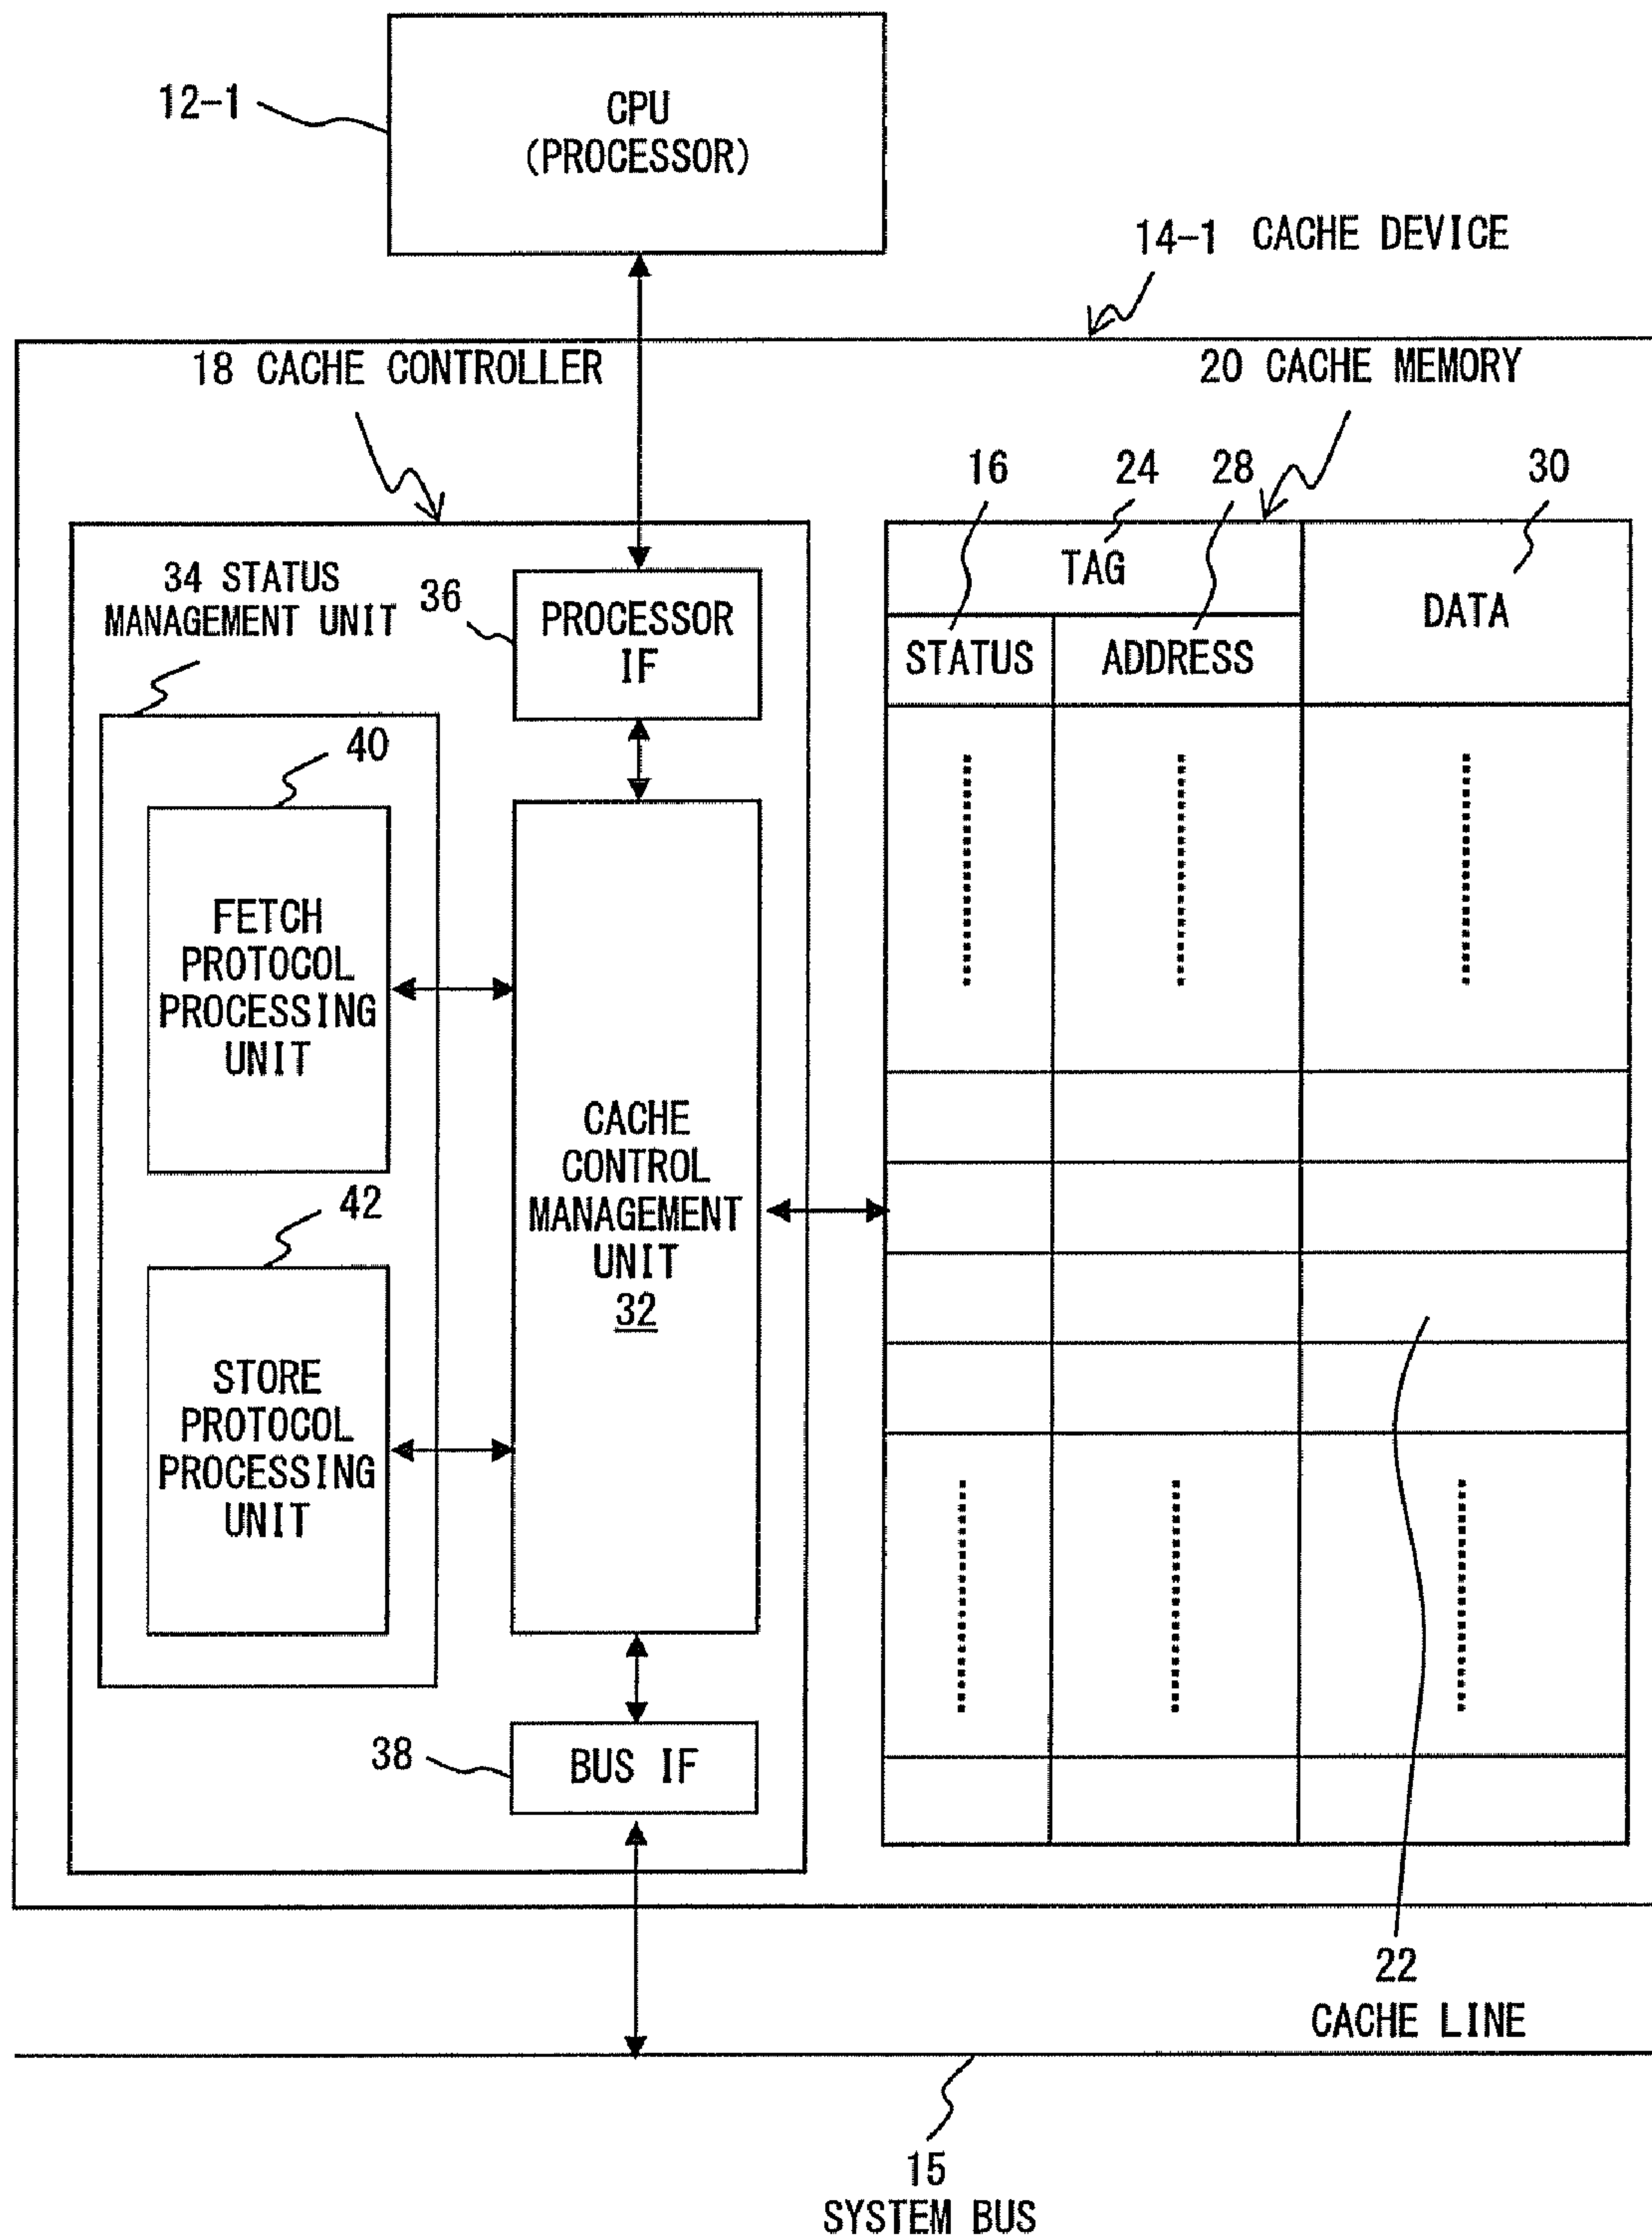 CPU
(PROCESSOR)
12-1
14-1 CACHE DEVICE
18 CACHE CONTROLLER
20 CACHE MEMORY
16
24
28
30
34 STATUS
MANAGEMENT UNIT
36
PROCESSOR
IF
TAG
DATA
STATUS
ADDRESS
40
FETCH
PROTOCOL
PROCESSING
UNIT
CACHE
CONTROL
MANAGEMENT
UNIT
32
42
STORE
PROTOCOL
PROCESSING
UNIT
38
BUS IF
22
CACHE LINE
15
SYSTEM BUS